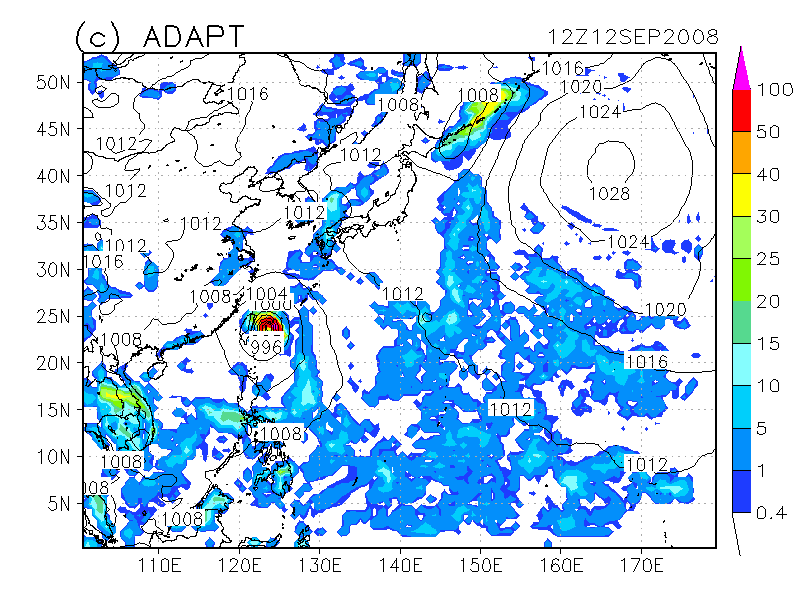 (c) ADAPT
12Z12SEP2008
50N
45N
40N
35N
30N
25N
20N
15N
10N
5N
110E
120E
130E
140E
150E
160E
170E
100
50
40
30
25
20
15
10
5
1
0.4
1016
1020
1008
1008
1016
1024
1012
1012
1012
1028
1012
1012
1012
1024
1016
1004
1008
1012
1000
1020
1008
996
1016
1012
1008
1008
1012
008
1008